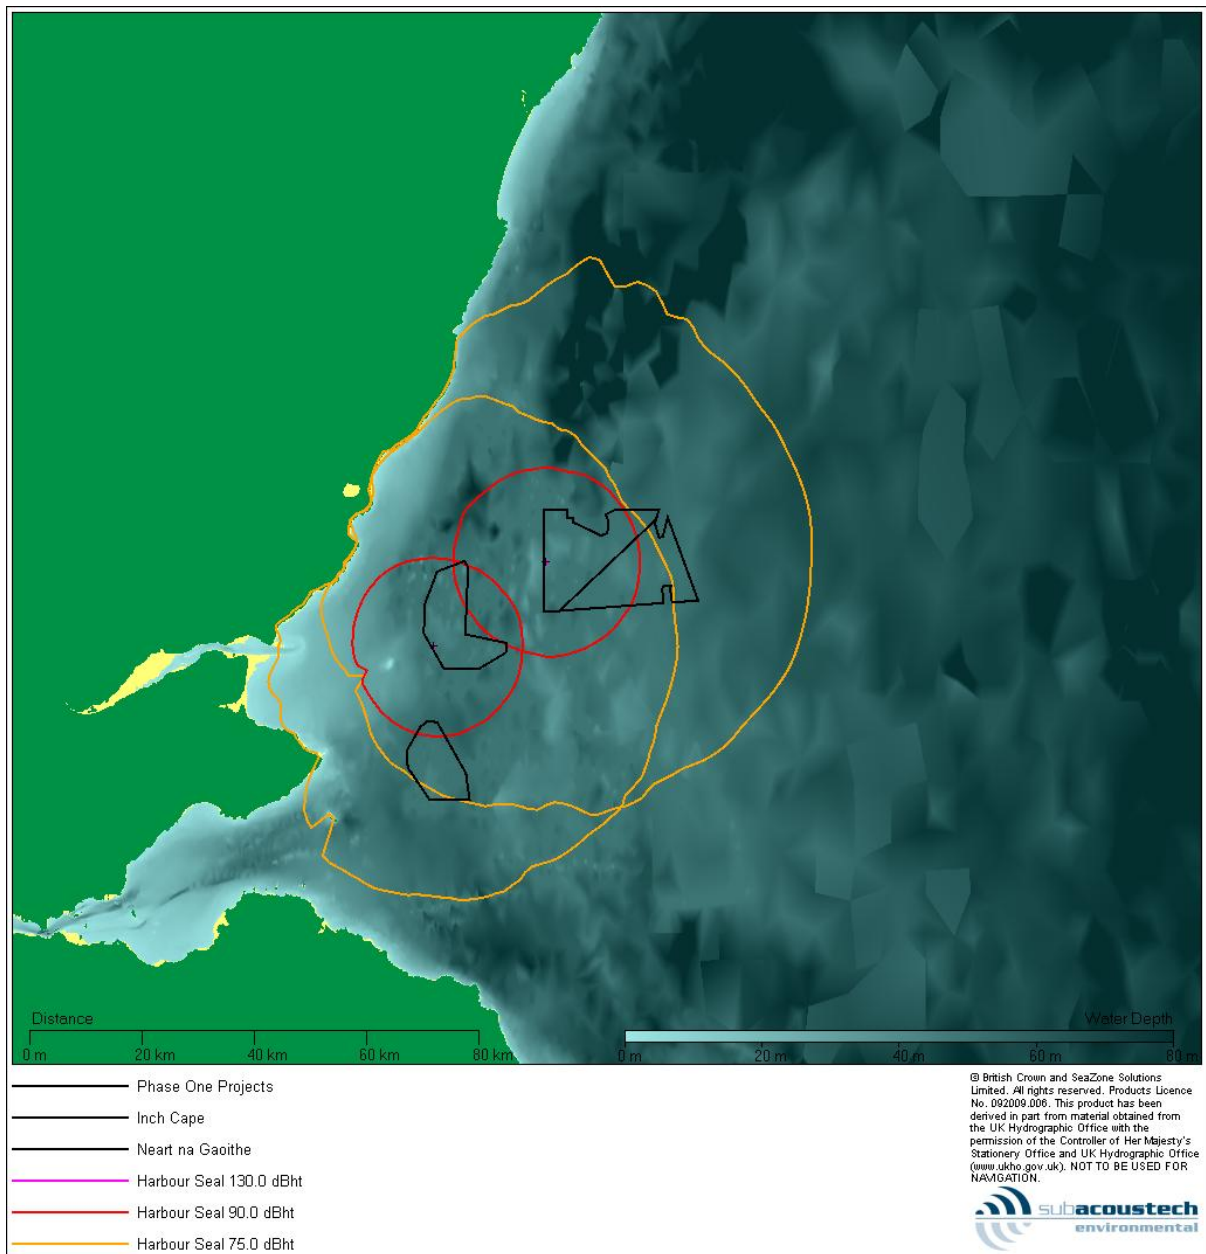 Distance
0 m 20 km 40 km 60 km 80 km
Water Depth
0 m 20 m 40 m 60 m 80 m
Phase One Projects
Inch Cape
Neart na Gaoithe
Harbour Seal 130.0 dBht
Harbour Seal 90.0 dBht
Harbour Seal 75.0 dBht
© British Crown and SeaZone Solutions
Limited. All rights reserved. Products Licence
No. 092009.006. This product has been
derived in part from material obtained from
the UK Hydrographic Office with the
permission of the Controller of Her Majesty's
Stationery Office and UK Hydrographic Office
(www.ukho.gov.uk). NOT TO BE USED FOR
NAVIGATION.
subacoustech
environmental